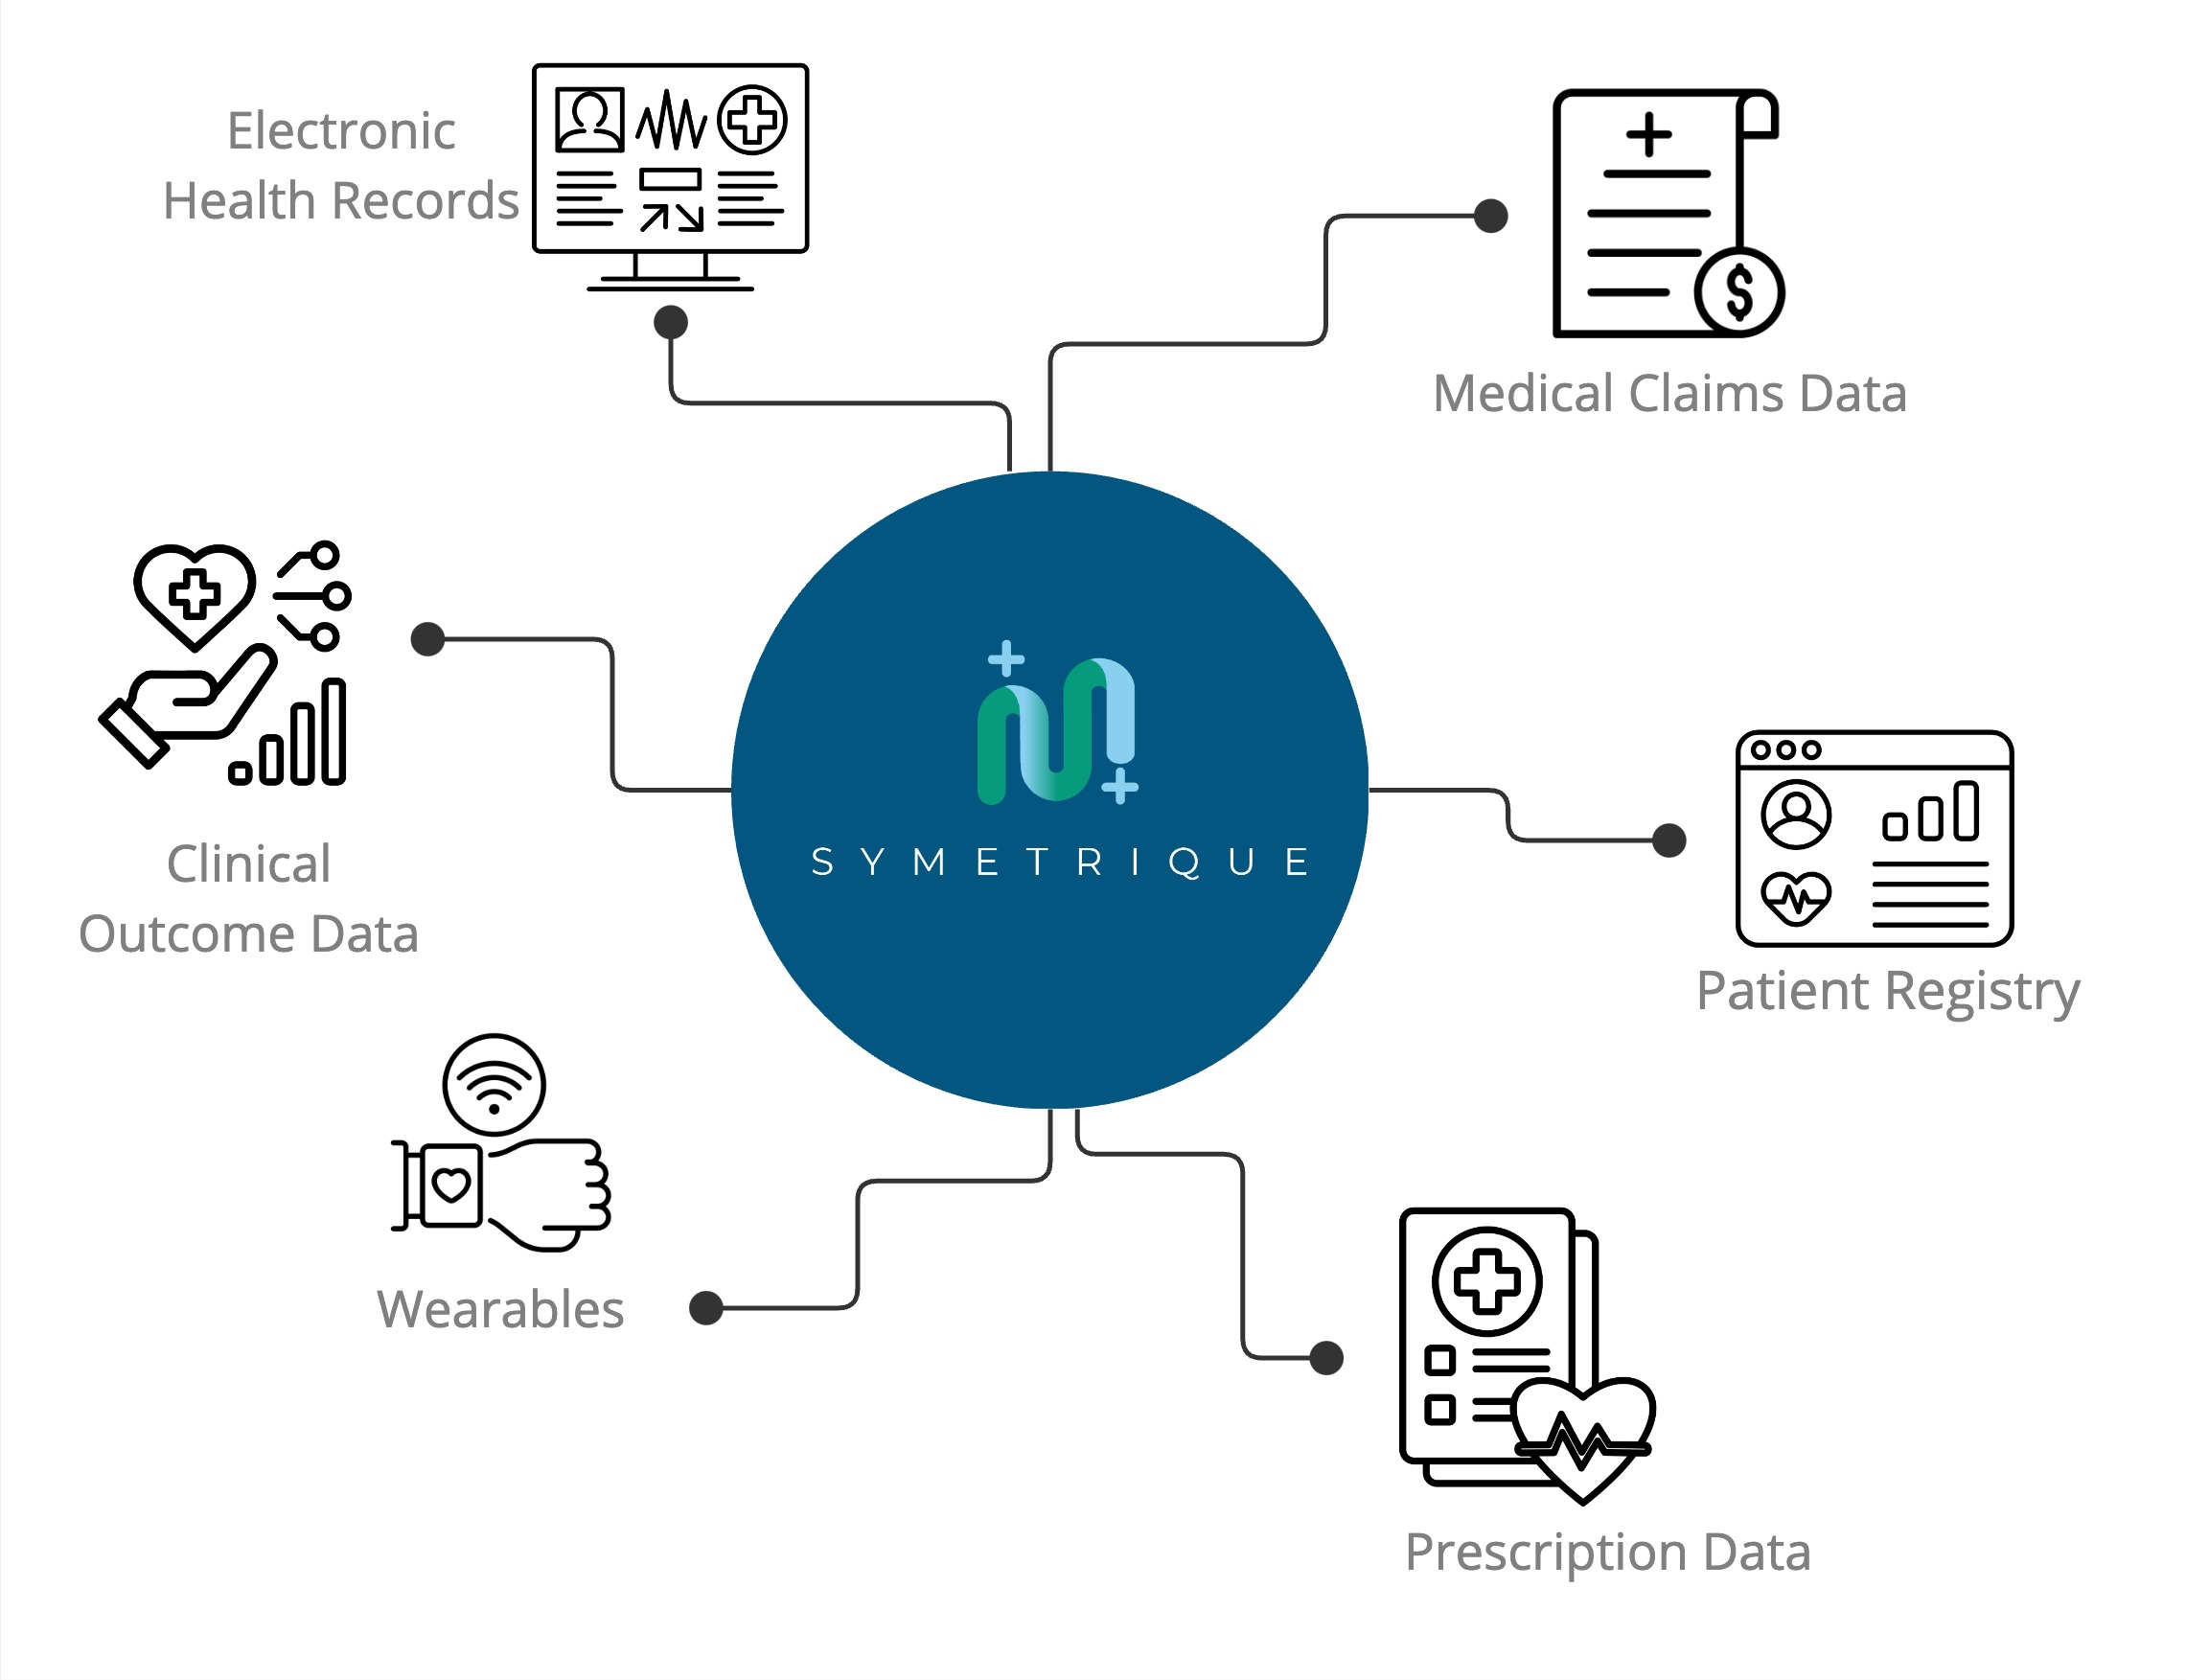 Electronic
Health Records
Medical Claims Data
$
Clinical
Outcome Data
SYMETRIQUE
Patient Registry
Wearables
Prescription Data